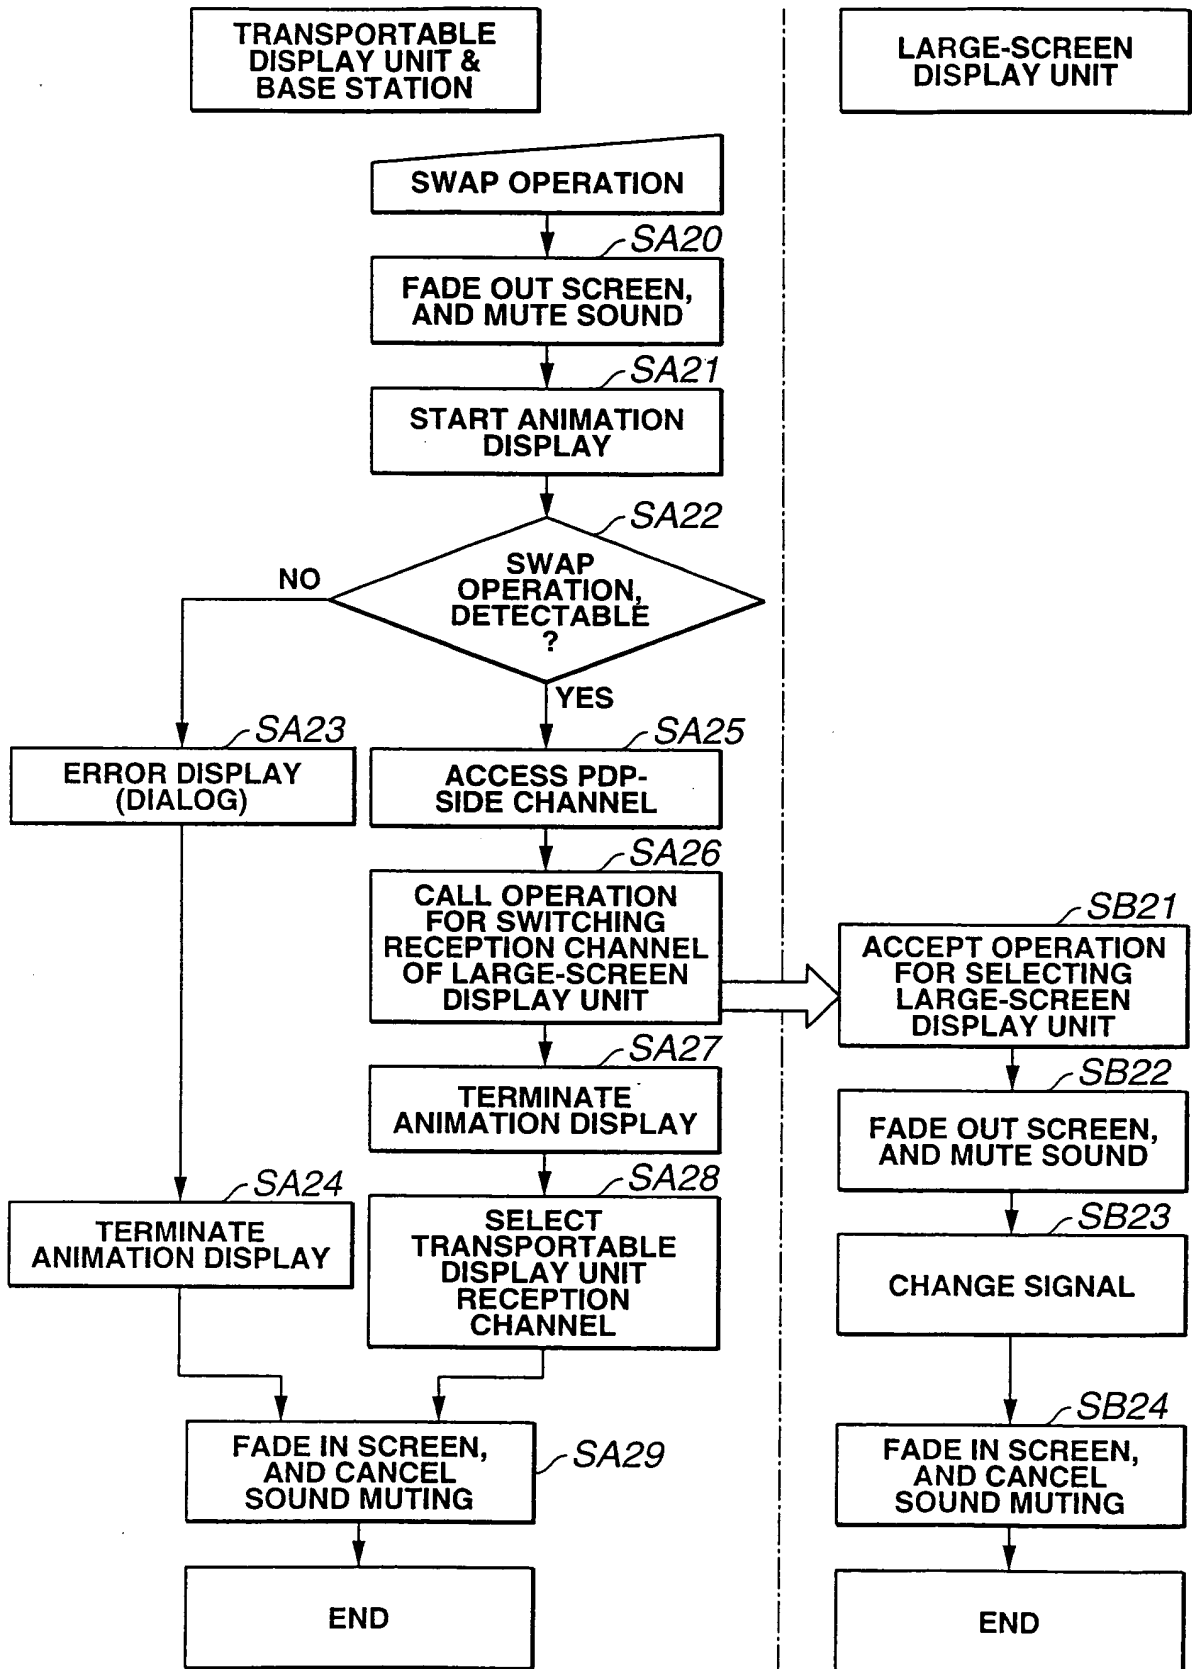 TRANSPORTABLE
DISPLAY UNIT &
BASE STATION
LARGE-SCREEN
DISPLAY UNIT
SWAP OPERATION
SA20
FADE OUT SCREEN,
AND MUTE SOUND
SA21
START ANIMATION
DISPLAY
SA22
SWAP
OPERATION,
DETECTABLE
?
NO
YES
SA23
ERROR DISPLAY
(DIALOG)
SA25
ACCESS PDP-
SIDE CHANNEL
SA26
CALL OPERATION
FOR SWITCHING
RECEPTION CHANNEL
OF LARGE-SCREEN
DISPLAY UNIT
SB21
ACCEPT OPERATION
FOR SELECTING
LARGE-SCREEN
DISPLAY UNIT
SA27
TERMINATE
ANIMATION DISPLAY
SB22
FADE OUT SCREEN,
AND MUTE SOUND
SA24
TERMINATE
ANIMATION DISPLAY
SA28
SELECT
TRANSPORTABLE
DISPLAY UNIT
RECEPTION
CHANNEL
SB23
CHANGE SIGNAL
FADE IN SCREEN,
AND CANCEL
SOUND MUTING
SA29
SB24
FADE IN SCREEN,
AND CANCEL
SOUND MUTING
END
END